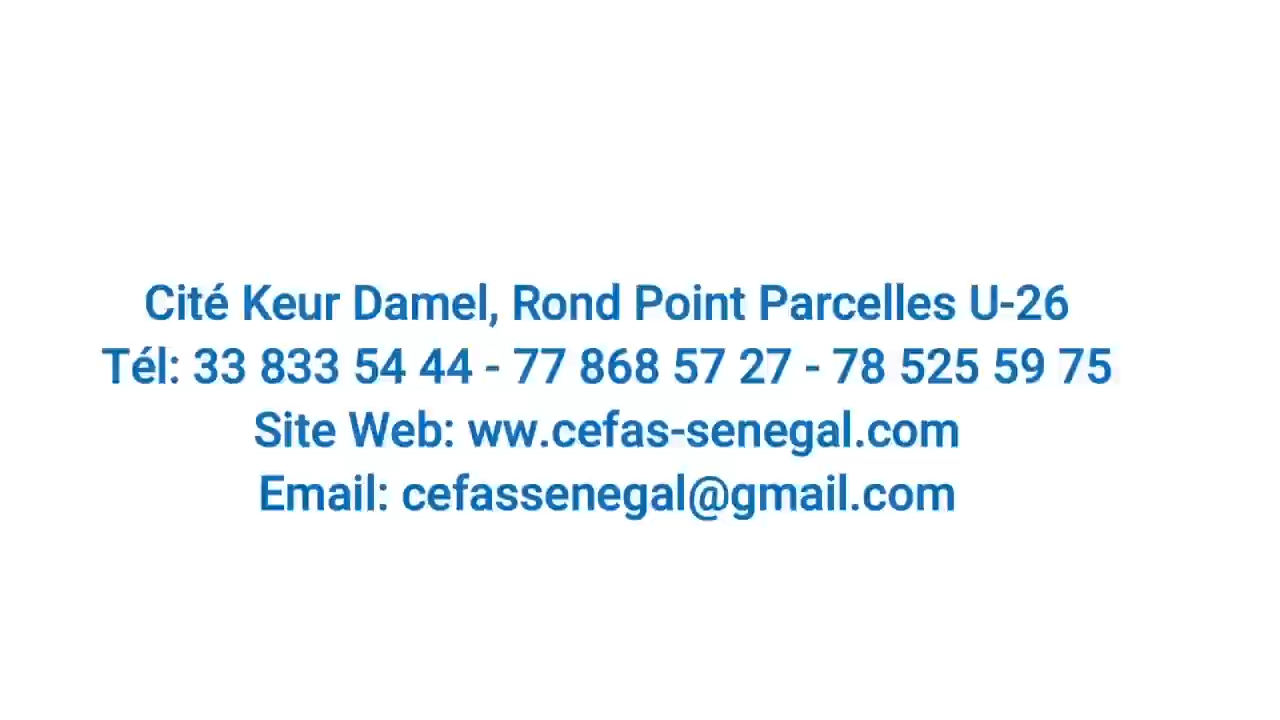 Cité Keur Damel, Rond Point Parcelles U-26
Tél: 33 833 54 44 - 77 868 57 27 - 78 525 59 75
Site Web: ww.cefas-senegal.com
Email: cefassenegal@gmail.com